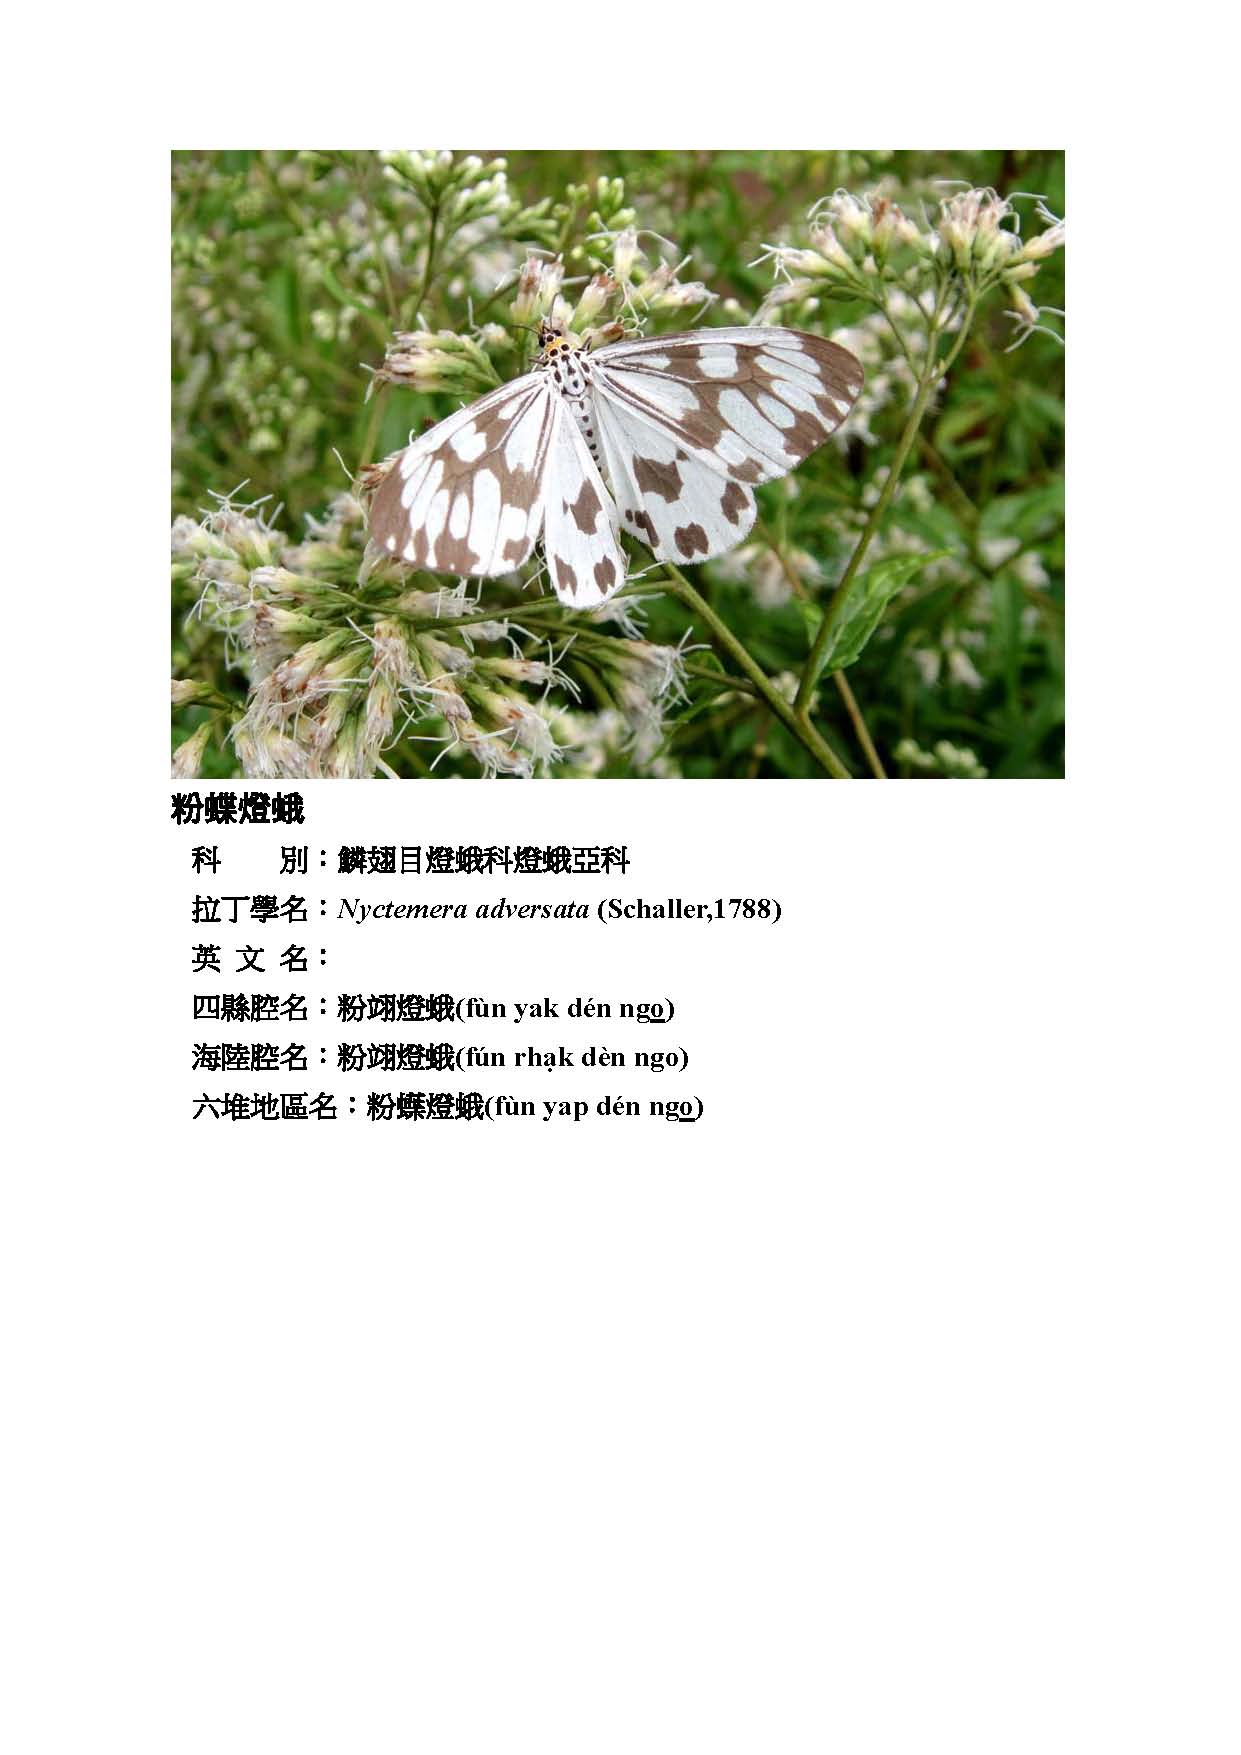 粉蝶燈蛾
科　　別：鱗翅目燈蛾科燈蛾亞科
拉丁學名：Nyctemera adversata (Schaller,1788)
英 文 名：
四縣腔名：粉翊燈蛾(fùn yak dén ngo)
海陸腔名：粉翊燈蛾(fún rhạk dèn ngo)
六堆地區名：粉蝶燈蛾(fùn yap dén ngo)